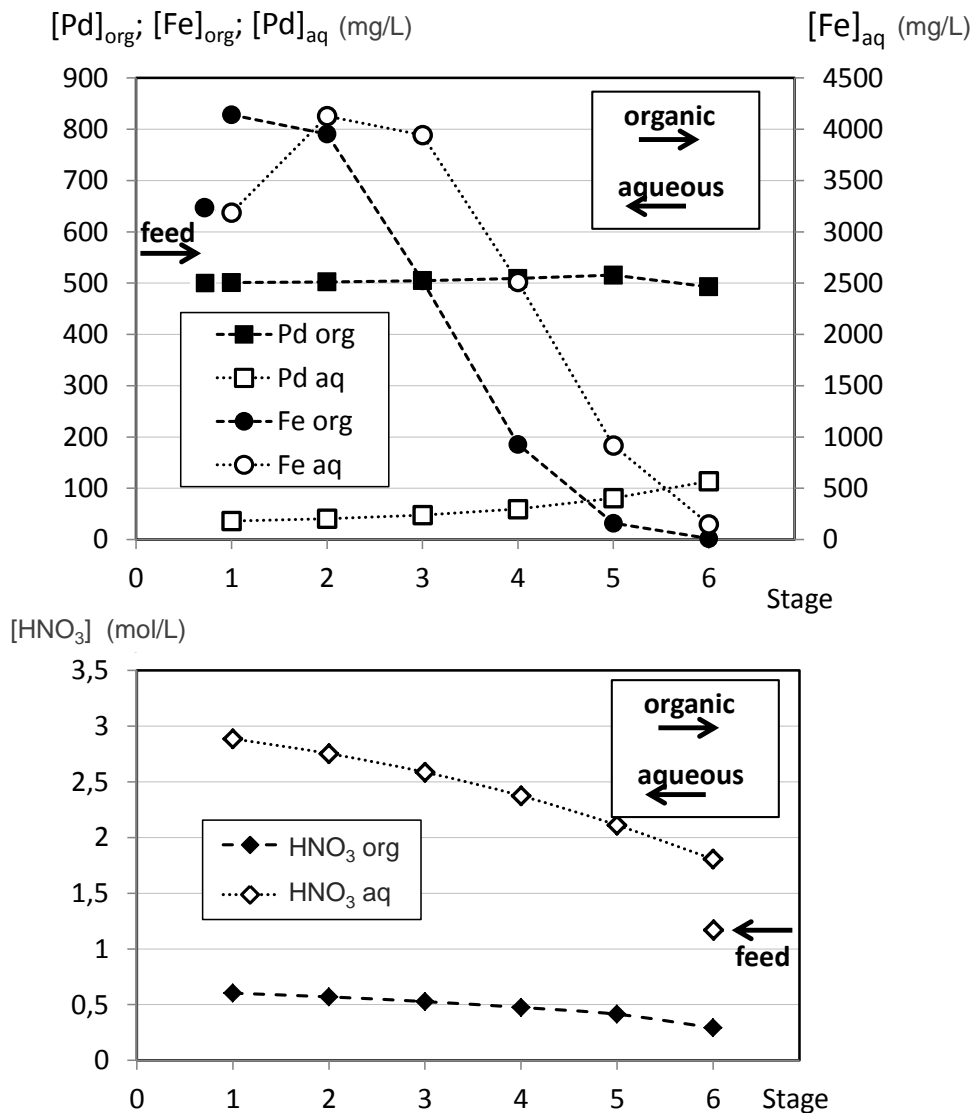 [Pd]org; [Fe]org; [Pd]aq (mg/L) [Fe]aq (mg/L)
900 4500
800 4000
700 3500
600 3000
500 2500
400 2000
300 1500
200 1000
100 500
0 0
organic
aqueous
feed
Pd org
Pd aq
Fe org
Fe aq
0 1 2 3 4 5 6
Stage
[HNO3] (mol/L)
3,5
3
2,5
2
1,5
1
0,5
0
organic
aqueous
HNO3 org
HNO3 aq
feed
0 1 2 3 4 5 6 Stage